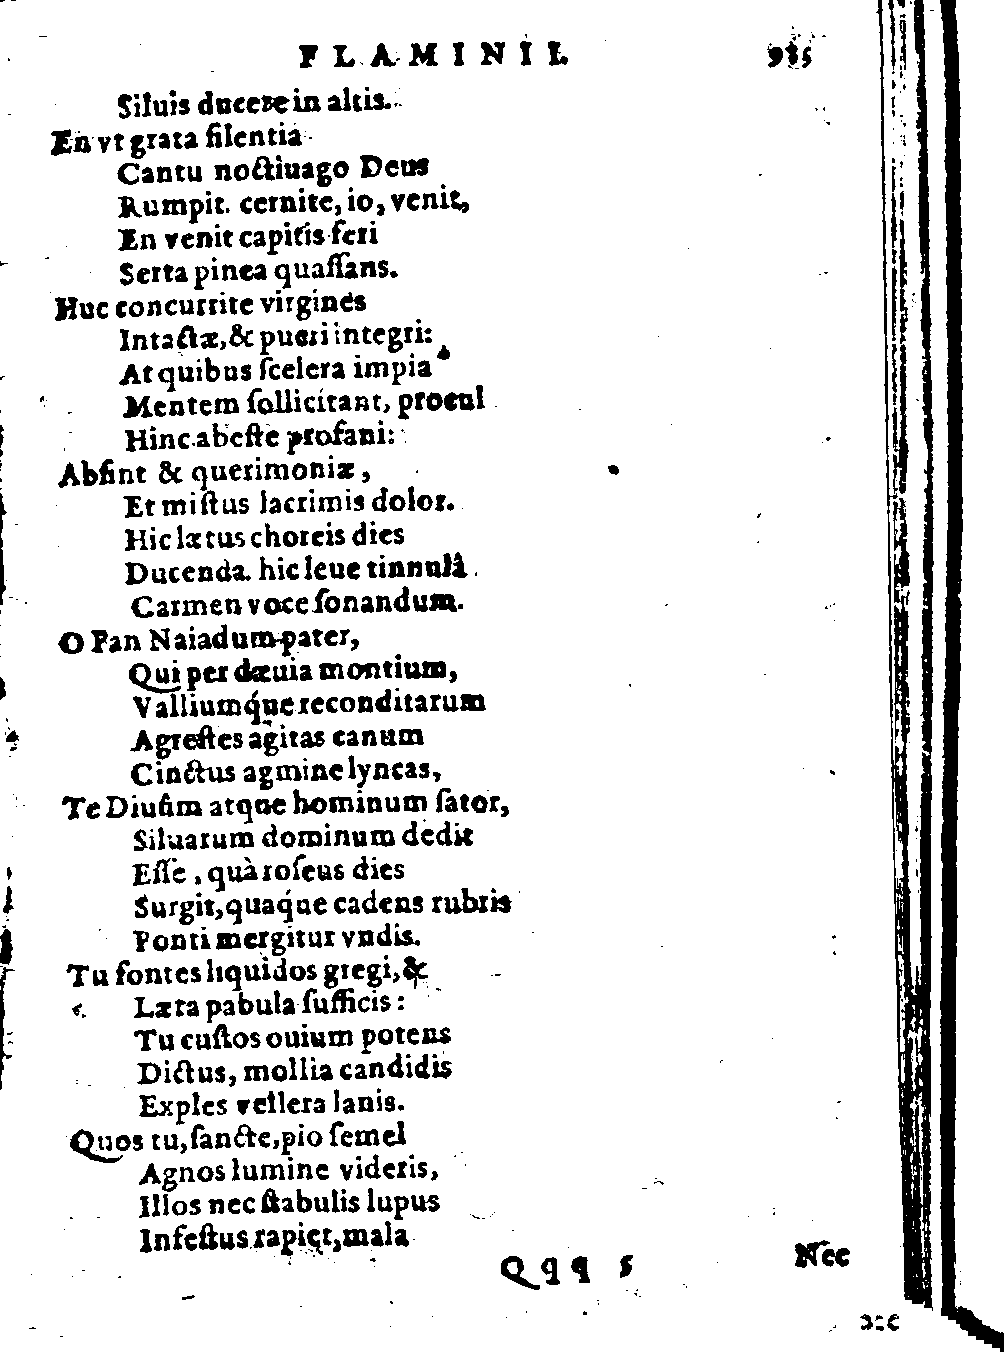 FLAMINII. 985
Siluis ducere in altis.
En vt grata ſilentia
Cantu noctiuago Deus
Rumpit. cernite, io, venit,
En venit capitis feri
Serta pinea quaſſans.
Huc concurrite virgines
Intactæ, & pueri integri:
At quibus ſcelera impia
Mentem ſollicitant, procul
Hinc abeſte profani:
Abſint & querimoniæ,
Et miſtus lacrimis dolor.
Hic lætus choreis dies
Ducenda. hic leue tinnulâ
Carmen voce ſonandum.
O Pan Naiadum pater,
Qui per dæuia montium,
Valliumq́ue reconditarum
Agreſtes agitas canum
Cinctus agmine lyncas,
Te Diuûm atque hominum ſator,
Siluarum dominum dedit
Eſſe, quà roſeus dies
Surgit, quaq́ue cadens rubris
Ponti mergitur vndis.
Tu fontes liquidos gregi, &
Læta pabula ſufficis:
Tu cuſtos ouium potens
Dictus, mollia candidis
Exples vellera lanis.
Quos tu, ſancte, pio ſemel
Agnos lumine videris,
Illos nec ſtabulis lupus
Infeſtus rapiet, mala
Qqq 5 Nec